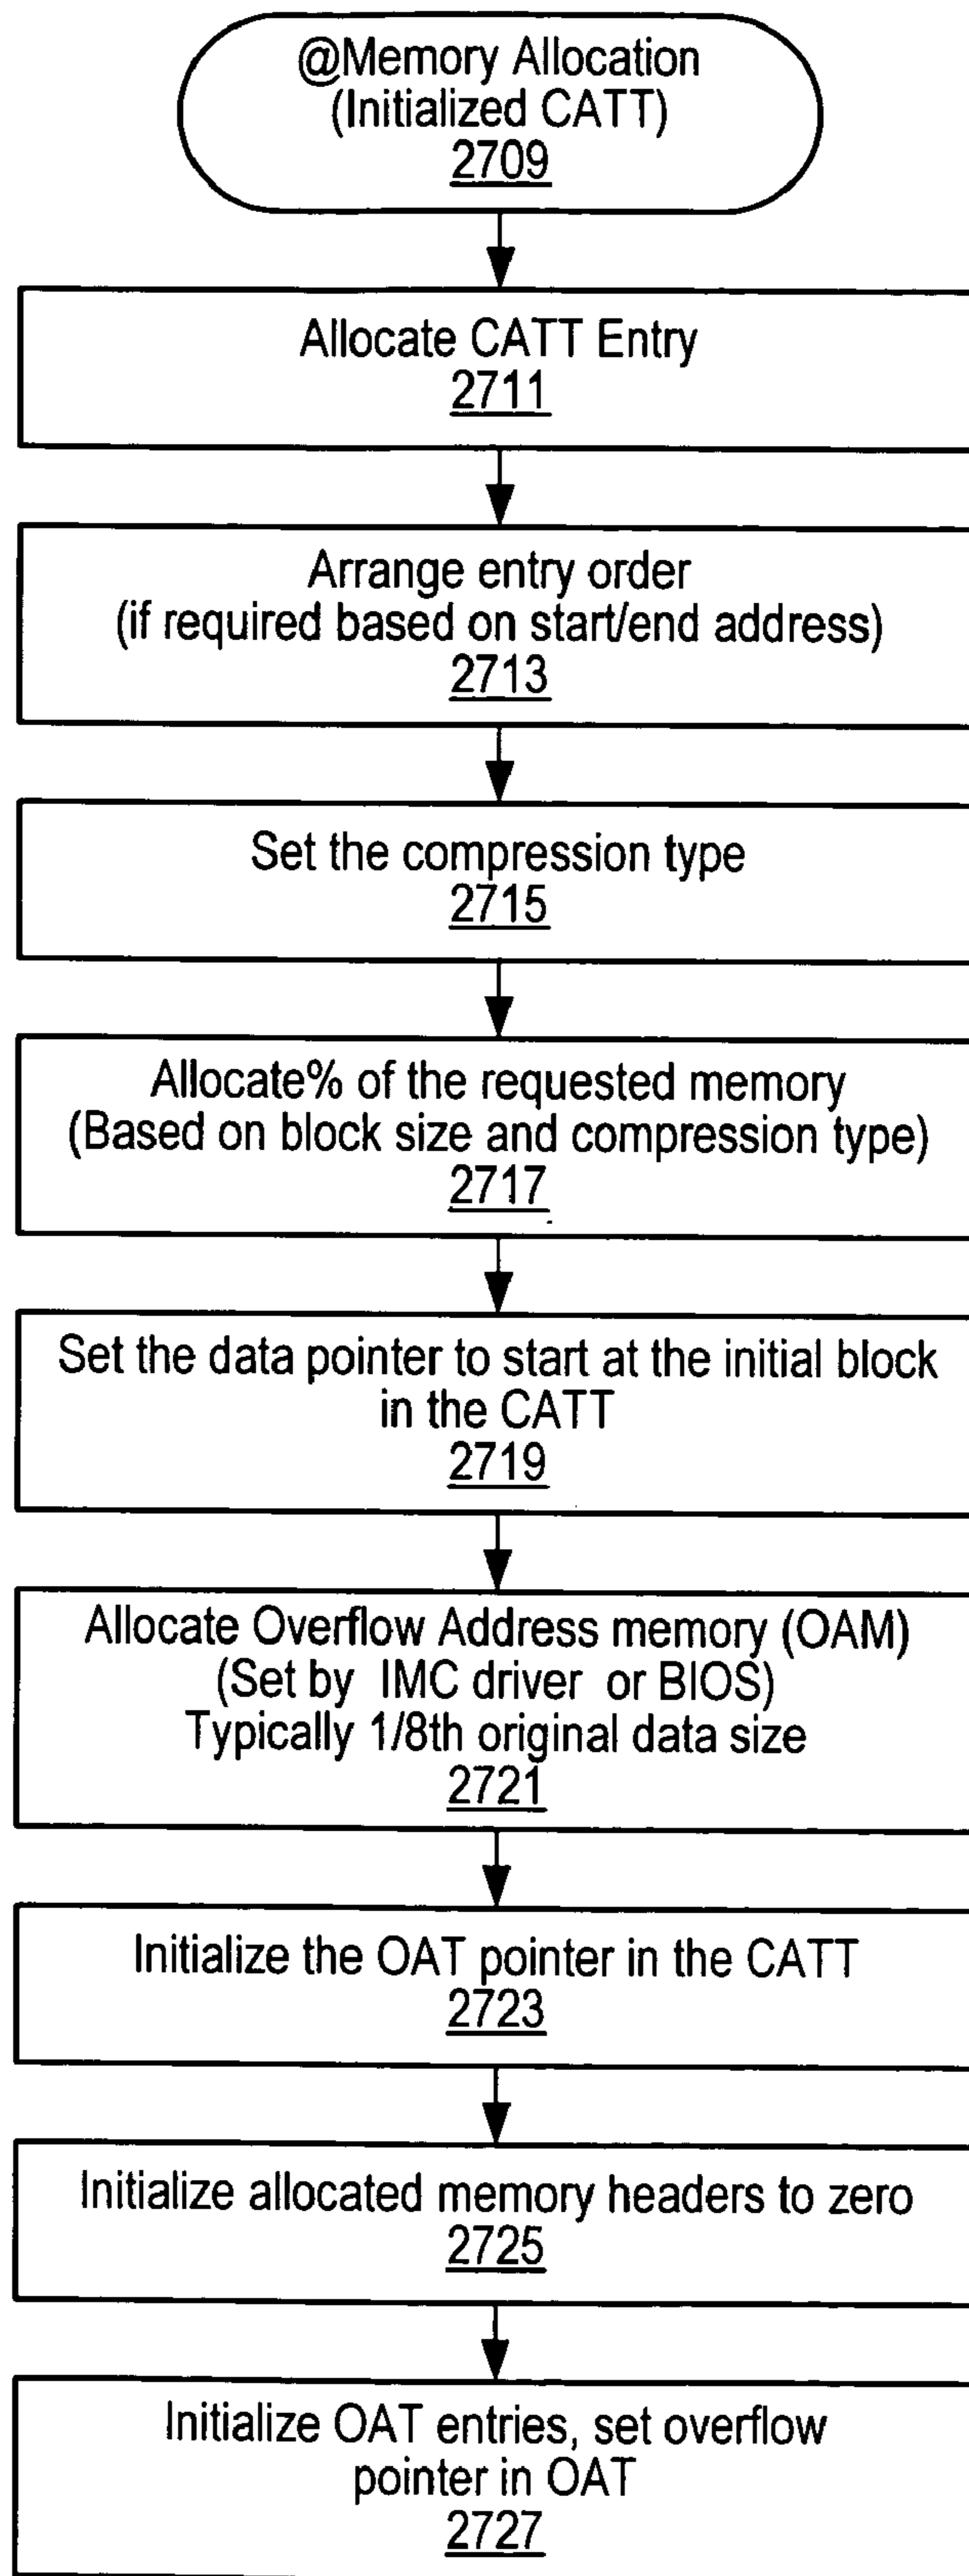 @Memory Allocation
(Initialized CATT)
2709
Allocate CATT Entry
2711
Arrange entry order
(if required based on start/end address)
2713
Set the compression type
2715
Allocate% of the requested memory
(Based on block size and compression type)
2717
Set the data pointer to start at the initial block
in the CATT
2719
Allocate Overflow Address memory (OAM)
(Set by IMC driver or BIOS)
Typically 1/8th original data size
2721
Initialize the OAT pointer in the CATT
2723
Initialize allocated memory headers to zero
2725
Initialize OAT entries, set overflow
pointer in OAT
2727